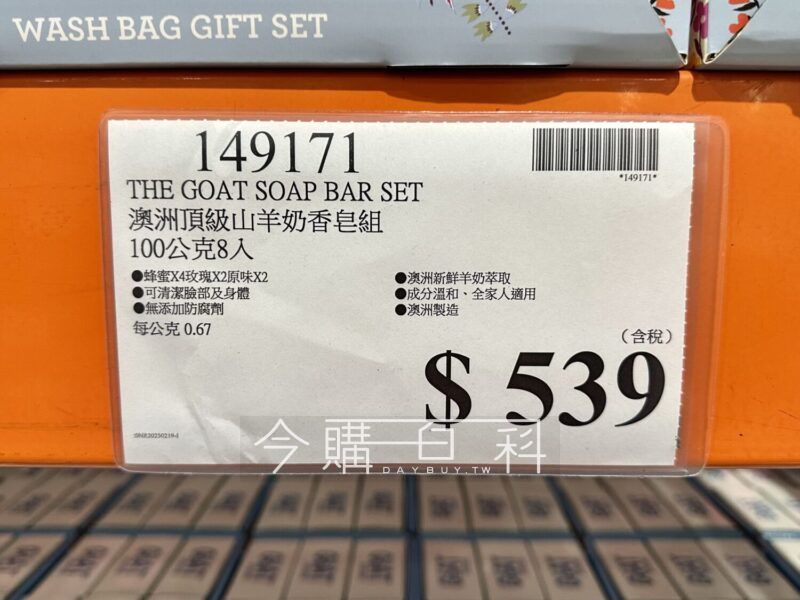 WASH BAG GIFT SET
149171
*149171*
THE GOAT SOAP BAR SET
澳洲頂級山羊奶香皂組
100公克8入
●蜂蜜X4玫瑰X2原味X2
●澳洲新鮮羊奶萃取
●可清潔臉部及身體
●成分溫和、全家人適用
●無添加防腐劑
●澳洲製造
每公克 0.67
（含稅）
$ 539
今購百科
DAYBUY.TW